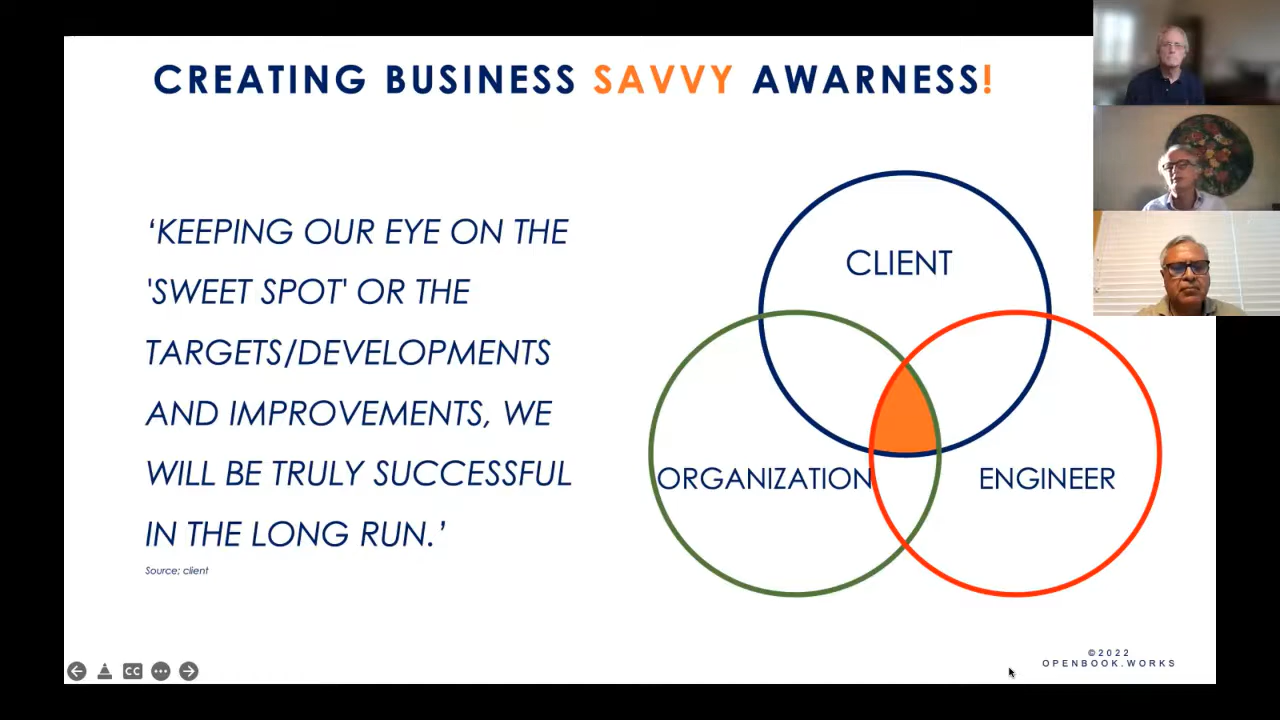 CREATING BUSINESS SAVVY AWARNESS!
‘KEEPING OUR EYE ON THE
'SWEET SPOT' OR THE
TARGETS/DEVELOPMENTS
AND IMPROVEMENTS, WE
WILL BE TRULY SUCCESSFUL
IN THE LONG RUN.’
Source; client
CLIENT
ORGANIZATION
ENGINEER
©2022
OPENBOOK.WORKS
CC